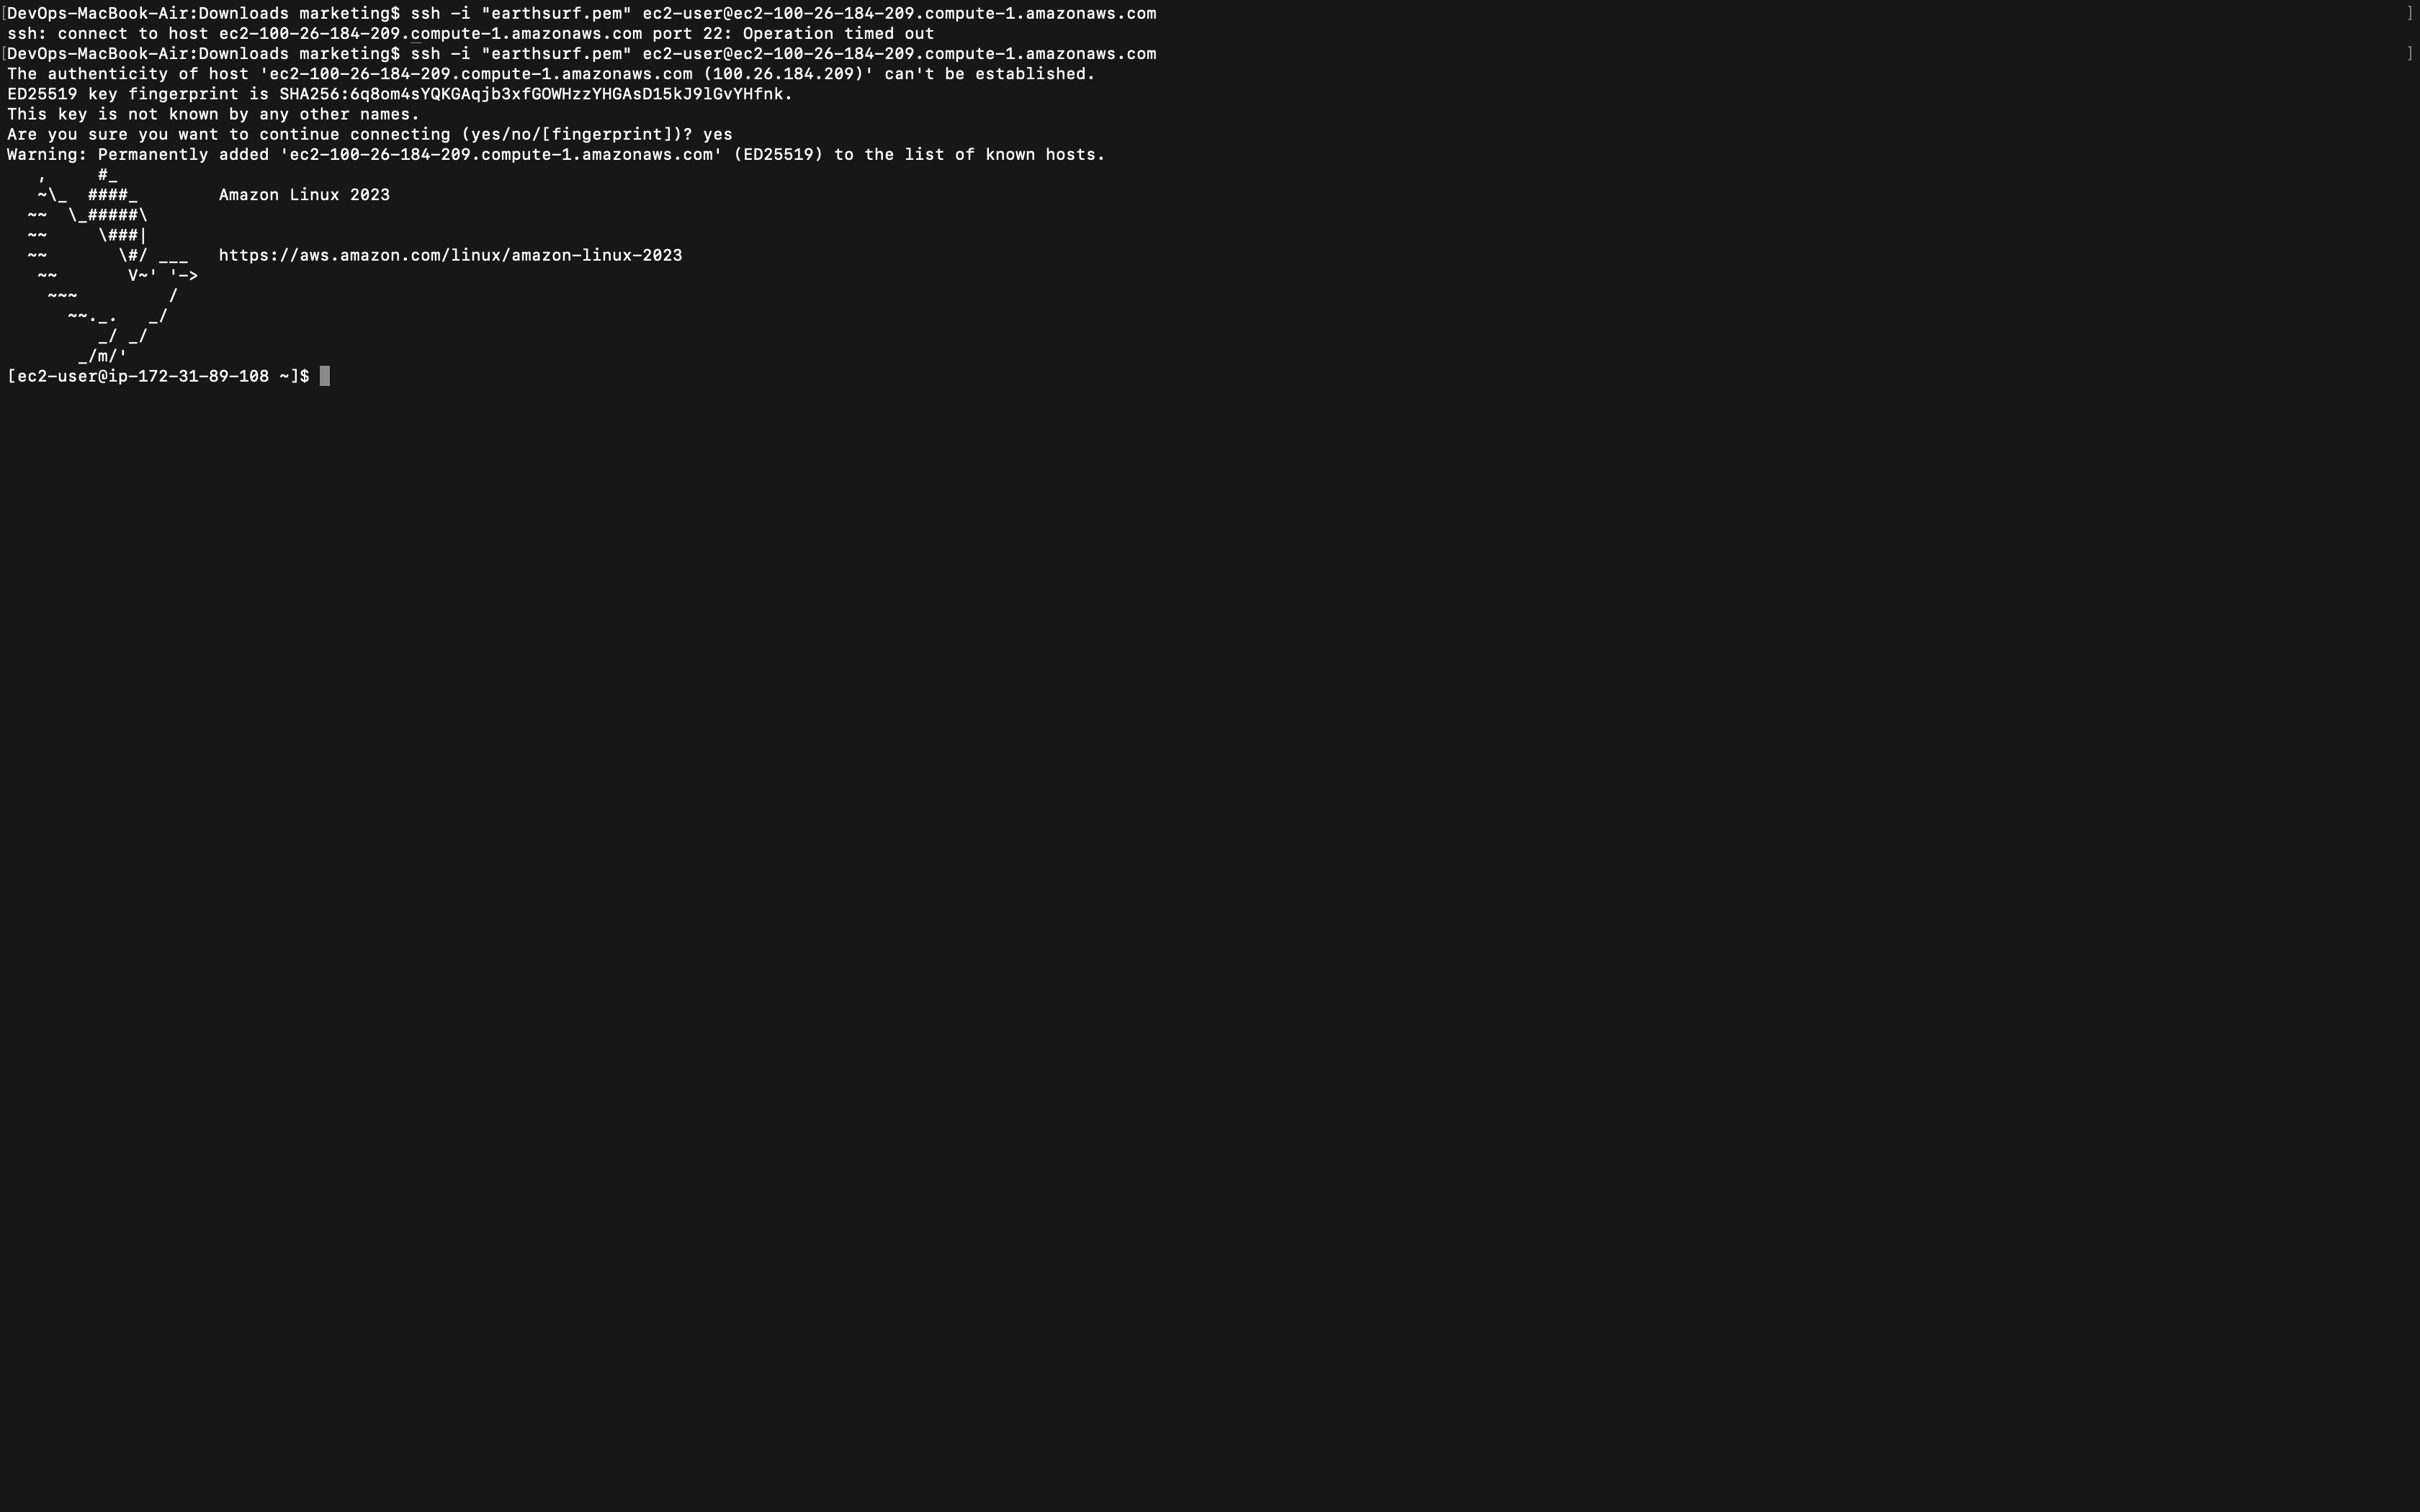 [DevOps-MacBook-Air:Downloads marketing$ ssh -i "earthsurf.pem" ec2-user@ec2-100-26-184-209.compute-1.amazonaws.com ]
ssh: connect to host ec2-100-26-184-209.compute-1.amazonaws.com port 22: Operation timed out
[DevOps-MacBook-Air:Downloads marketing$ ssh -i "earthsurf.pem" ec2-user@ec2-100-26-184-209.compute-1.amazonaws.com ]
The authenticity of host 'ec2-100-26-184-209.compute-1.amazonaws.com (100.26.184.209)' can't be established.
ED25519 key fingerprint is SHA256:6q8om4sYQKGAqjb3xfGOWHzzYHGAsD15kJ9lGvYHfnk.
This key is not known by any other names.
Are you sure you want to continue connecting (yes/no/[fingerprint])? yes
Warning: Permanently added 'ec2-100-26-184-209.compute-1.amazonaws.com' (ED25519) to the list of known hosts.
   ,     #_
   ~\_  ####_        Amazon Linux 2023
  ~~  \_#####\
  ~~     \###|
  ~~       \#/ ___   https://aws.amazon.com/linux/amazon-linux-2023
   ~~       V~' '->
    ~~~         /
      ~~._.   _/
         _/ _/
       _/m/'
[ec2-user@ip-172-31-89-108 ~]$